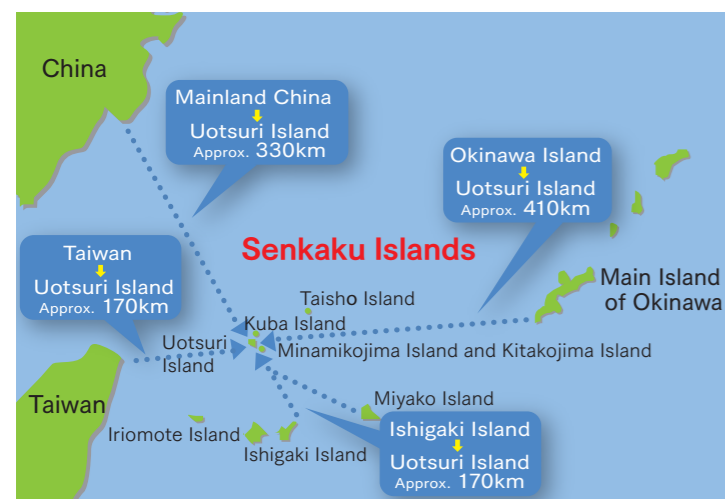 China
Mainland China
Uotsuri Island
Approx. 330km
Okinawa Island
Uotsuri Island
Approx. 410km
Taiwan
Uotsuri Island
Approx. 170km
Senkaku Islands
Main Island
of Okinawa
Taisho Island
Kuba Island
Uotsuri
Island
Minamikojima Island and Kitakojima Island
Taiwan
Miyako Island
Iriomote Island
Ishigaki Island
Ishigaki Island
Uotsuri Island
Approx. 170km